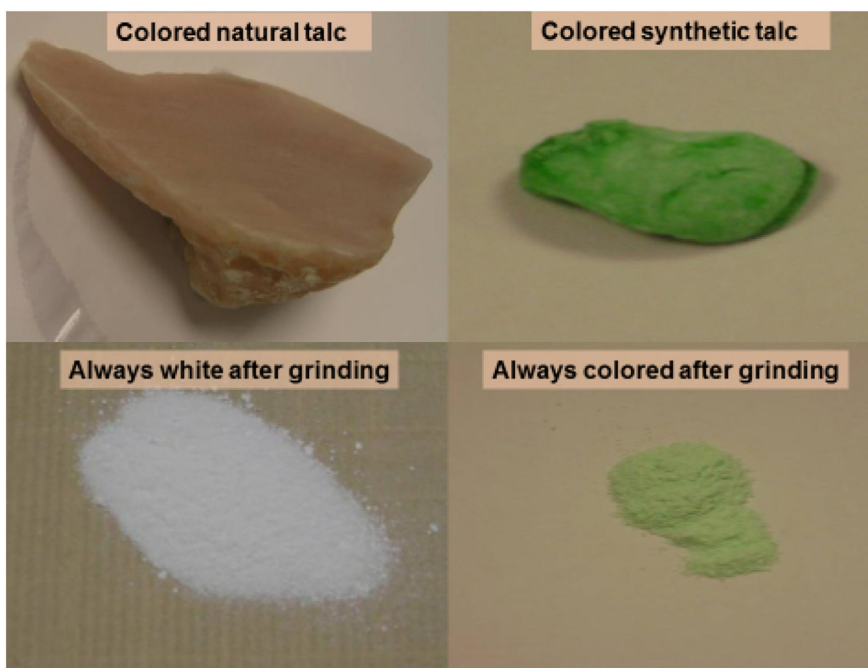 Colored natural talc
Colored synthetic talc
Always white after grinding
Always colored after grinding